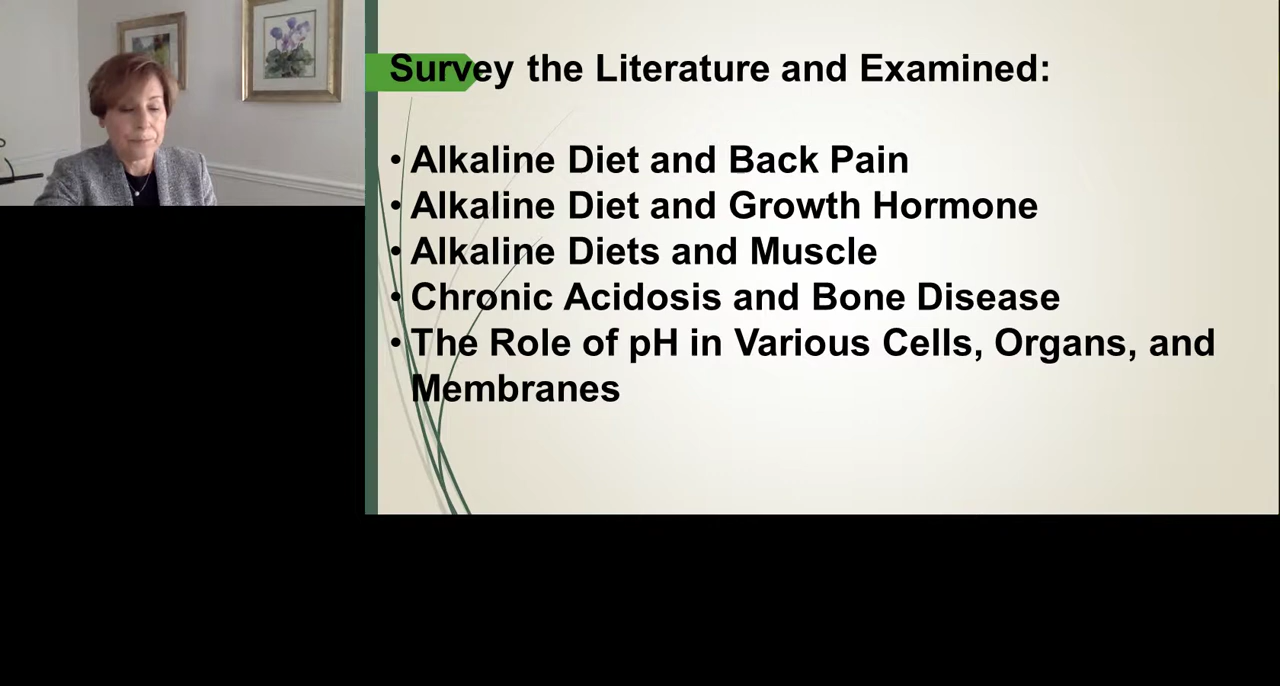 Survey the Literature and Examined:
• Alkaline Diet and Back Pain
• Alkaline Diet and Growth Hormone
• Alkaline Diets and Muscle
• Chronic Acidosis and Bone Disease
• The Role of pH in Various Cells, Organs, and
Membranes